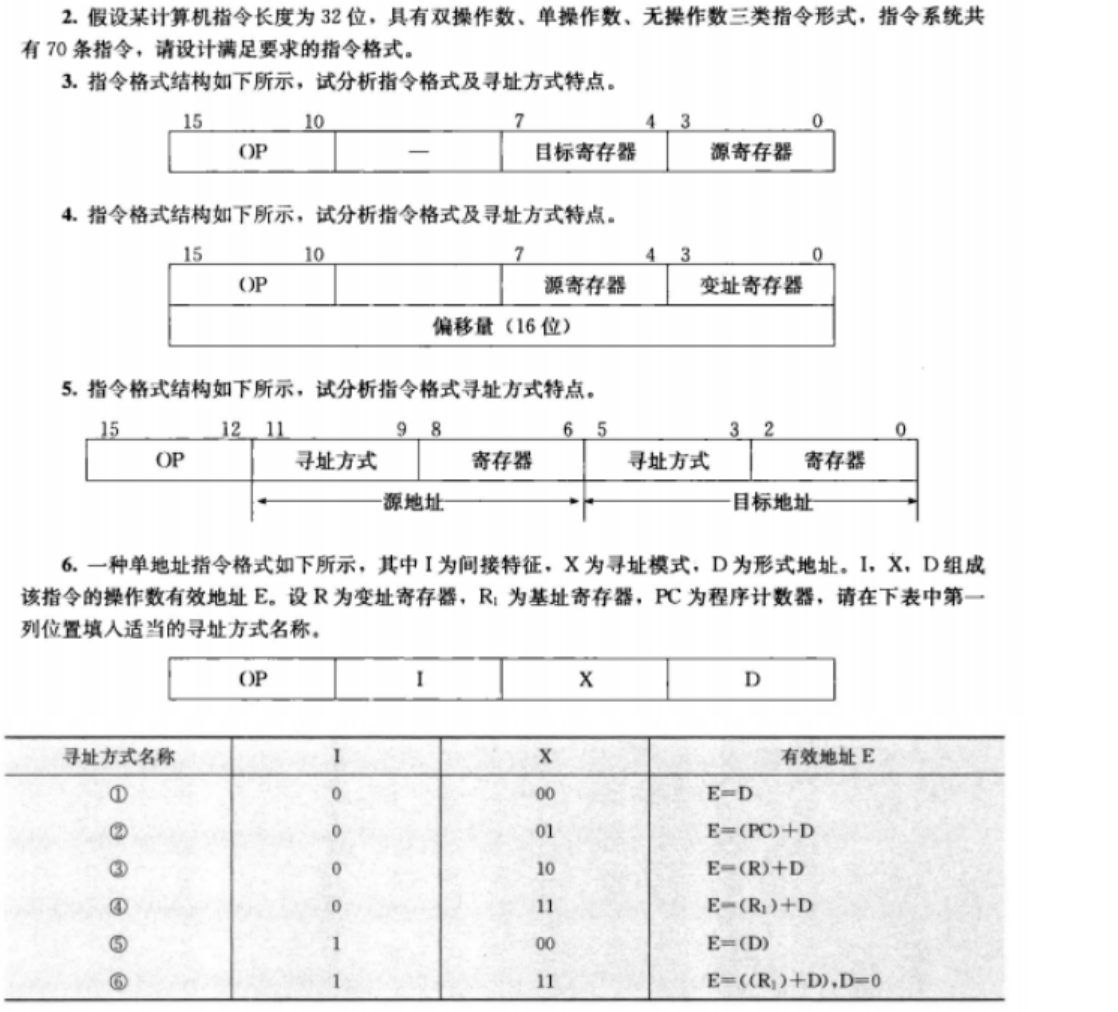 2. 假设某计算机指令长度为 32 位，具有双操作数、单操作数、无操作数三类指令形式，指令系统共
有 70 条指令，请设计满足要求的指令格式。
3. 指令格式结构如下所示，试分析指令格式及寻址方式特点。
15 10 7 4 3 0
OP — 目标寄存器 源寄存器
4. 指令格式结构如下所示，试分析指令格式及寻址方式特点。
15 10 7 4 3 0
OP 源寄存器 变址寄存器
偏移量（16 位）
5. 指令格式结构如下所示，试分析指令格式寻址方式特点。
15 12 11 9 8 6 5 3 2 0
OP 寻址方式 寄存器 寻址方式 寄存器
源地址 目标地址
6. 一种单地址指令格式如下所示，其中 I 为间接特征，X 为寻址模式，D 为形式地址。I，X，D 组成
该指令的操作数有效地址 E。设 R 为变址寄存器，R₁ 为基址寄存器，PC 为程序计数器，请在下表中第一
列位置填入适当的寻址方式名称。
OP I X D
寻址方式名称 I X 有效地址 E
① 0 00 E=D
② 0 01 E=(PC)+D
③ 0 10 E=(R)+D
④ 0 11 E=(R₁)+D
⑤ 1 00 E=(D)
⑥ 1 11 E=((R₁)+D),D=0